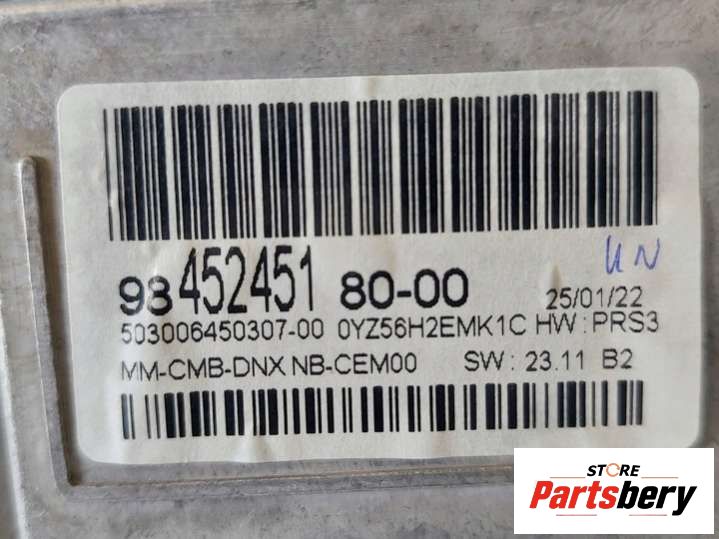 98 452451 80-00 25/01/22
UN
503006450307-00 0YZ56H2EMK1C HW : PRS3
MM-CMB-DNX NB-CEM00 SW : 23.11 B2
STORE
Partsbery